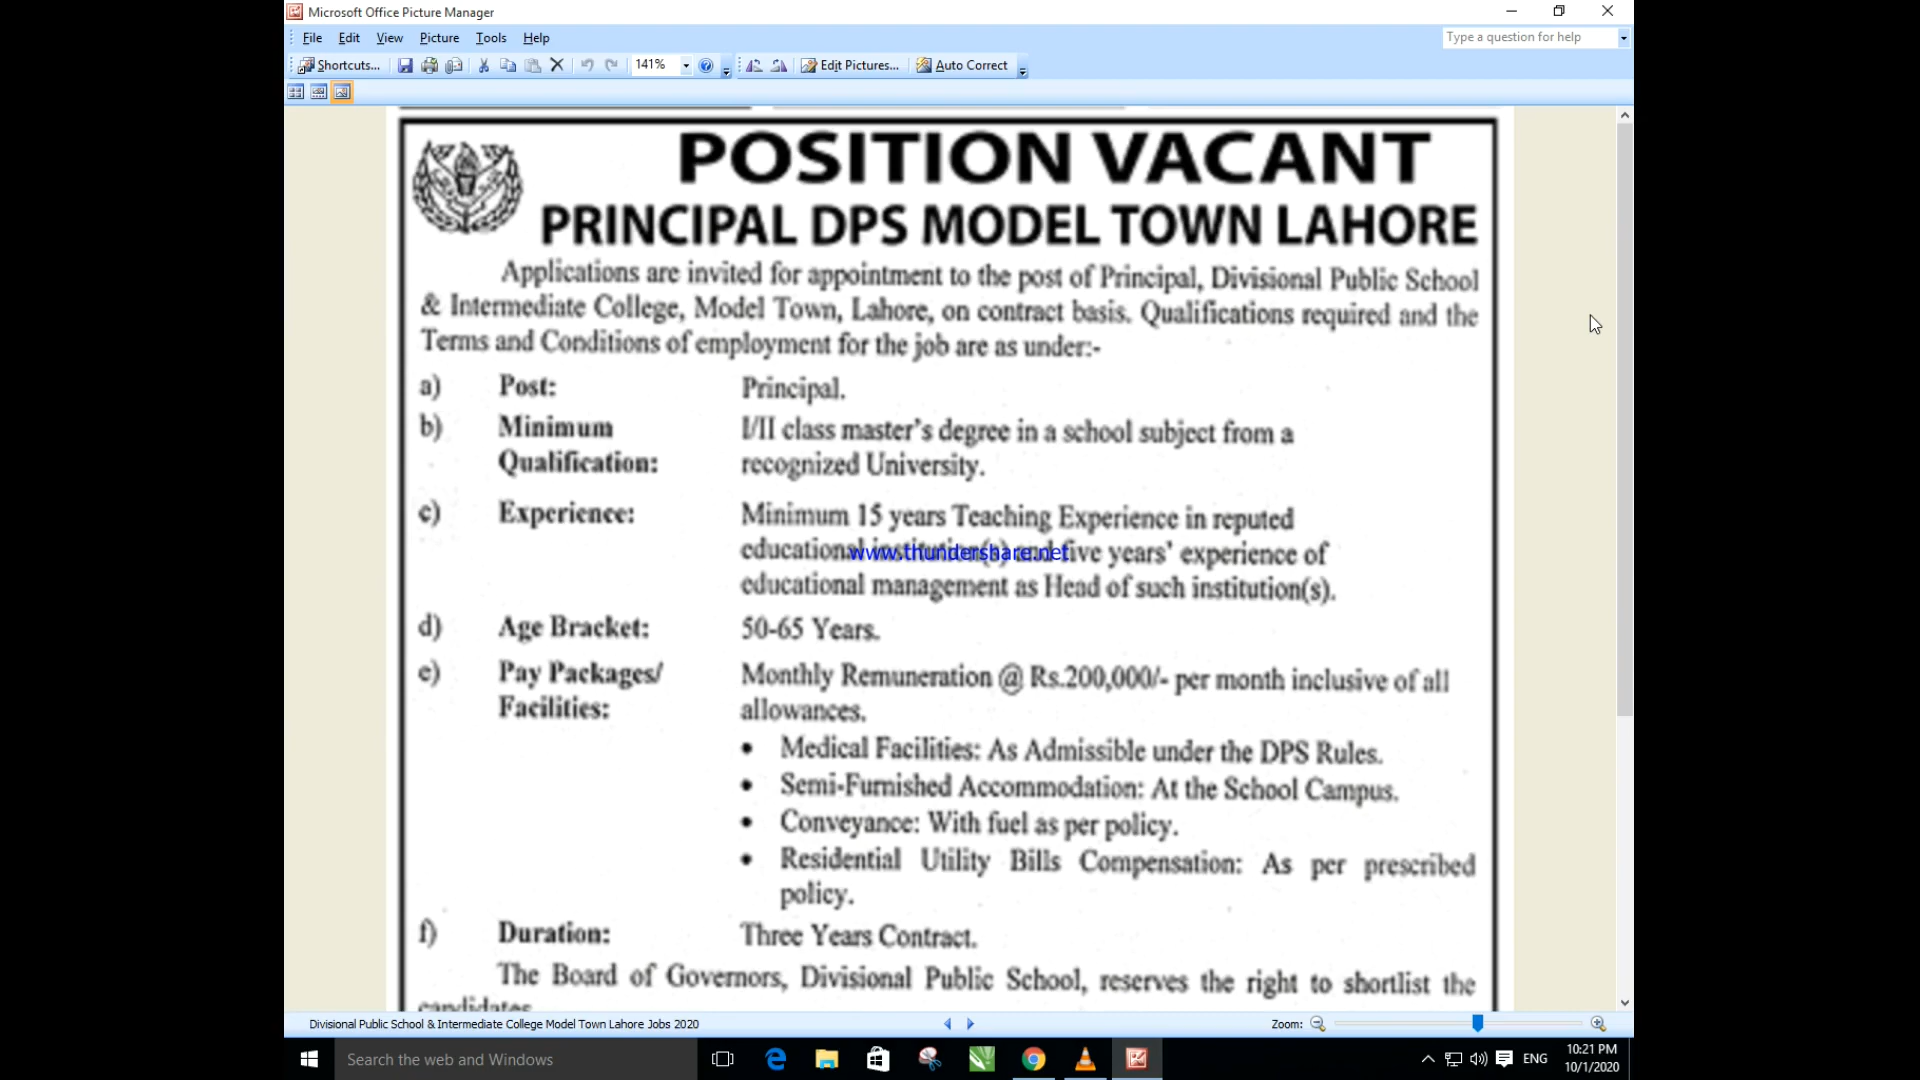 Microsoft Office Picture Manager
File Edit View Picture Tools Help
Type a question for help
Shortcuts... 141% Edit Pictures... Auto Correct
POSITION VACANT
PRINCIPAL DPS MODEL TOWN LAHORE
Applications are invited for appointment to the post of Principal, Divisional Public School
& Intermediate College, Model Town, Lahore, on contract basis. Qualifications required and the
Terms and Conditions of employment for the job are as under:-
a) Post: Principal.
b) Minimum I/II class master's degree in a school subject from a
Qualification: recognized University.
c) Experience: Minimum 15 years Teaching Experience in reputed
educational institution(s) and five years' experience of
www.thundershare.net
educational management as Head of such institution(s).
d) Age Bracket: 50-65 Years.
e) Pay Packages/ Monthly Remuneration @ Rs.200,000/- per month inclusive of all
Facilities: allowances.
• Medical Facilities: As Admissible under the DPS Rules.
• Semi-Furnished Accommodation: At the School Campus.
• Conveyance: With fuel as per policy.
• Residential Utility Bills Compensation: As per prescribed
policy.
f) Duration: Three Years Contract.
The Board of Governors, Divisional Public School, reserves the right to shortlist the
candidates
Divisional Public School & Intermediate College Model Town Lahore Jobs 2020
Zoom:
Search the web and Windows
ENG
10:21 PM
10/1/2020